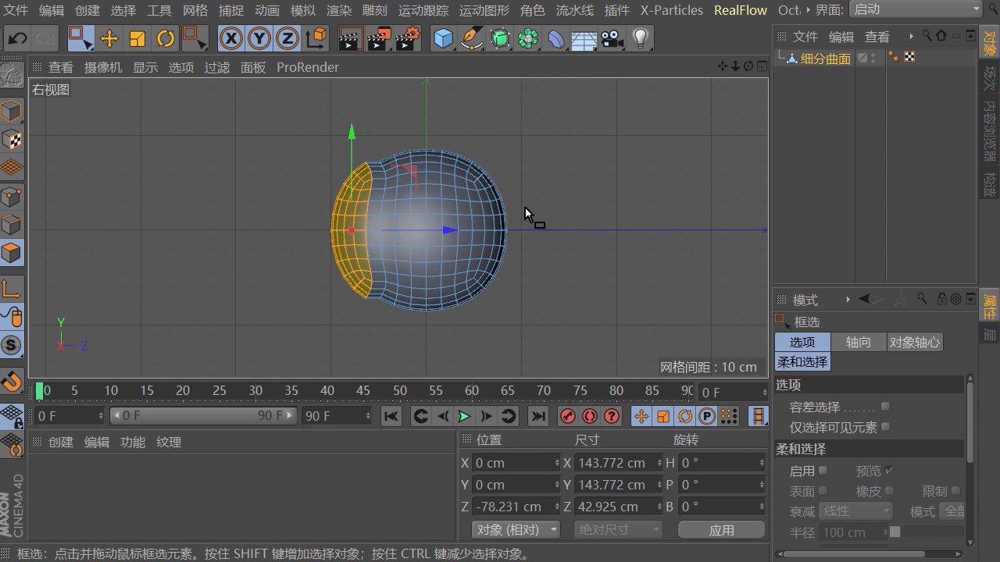 文件 编辑 创建 选择 工具 网格 捕捉 动画 模拟 渲染 雕刻 运动跟踪 运动图形 角色 流水线 插件 X-Particles RealFlow Oct 界面: 启动
X Y Z
查看 摄像机 显示 选项 过滤 面板 ProRender
右视图
Y
X Z
网格间距 : 10 cm
S
0 5 10 15 20 25 30 35 40 45 50 55 60 65 70 75 80 85 90 0 F
0 F 0 F 90 F 90 F
? P
创建 编辑 功能 纹理
位置 尺寸 旋转
X 0 cm X 143.772 cm H 0 °
Y 0 cm Y 143.772 cm P 0 °
Z -78.231 cm Z 42.925 cm B 0 °
对象 (相对) 绝对尺寸 应用
MAXON
CINEMA 4D
框选：点击并拖动鼠标框选元素。按住 SHIFT 键增加选择对象；按住 CTRL 键减少选择对象。
文件 编辑 查看
细分曲面
对象
场次
内容浏览器
构造
模式
框选
选项 轴向 对象轴心
柔和选择
选项
容差选择 . . . . . . .
仅选择可见元素
柔和选择
启用 预览
表面 橡皮 限制
衰减 线性 模式 全部
半径 100 cm
属性
层